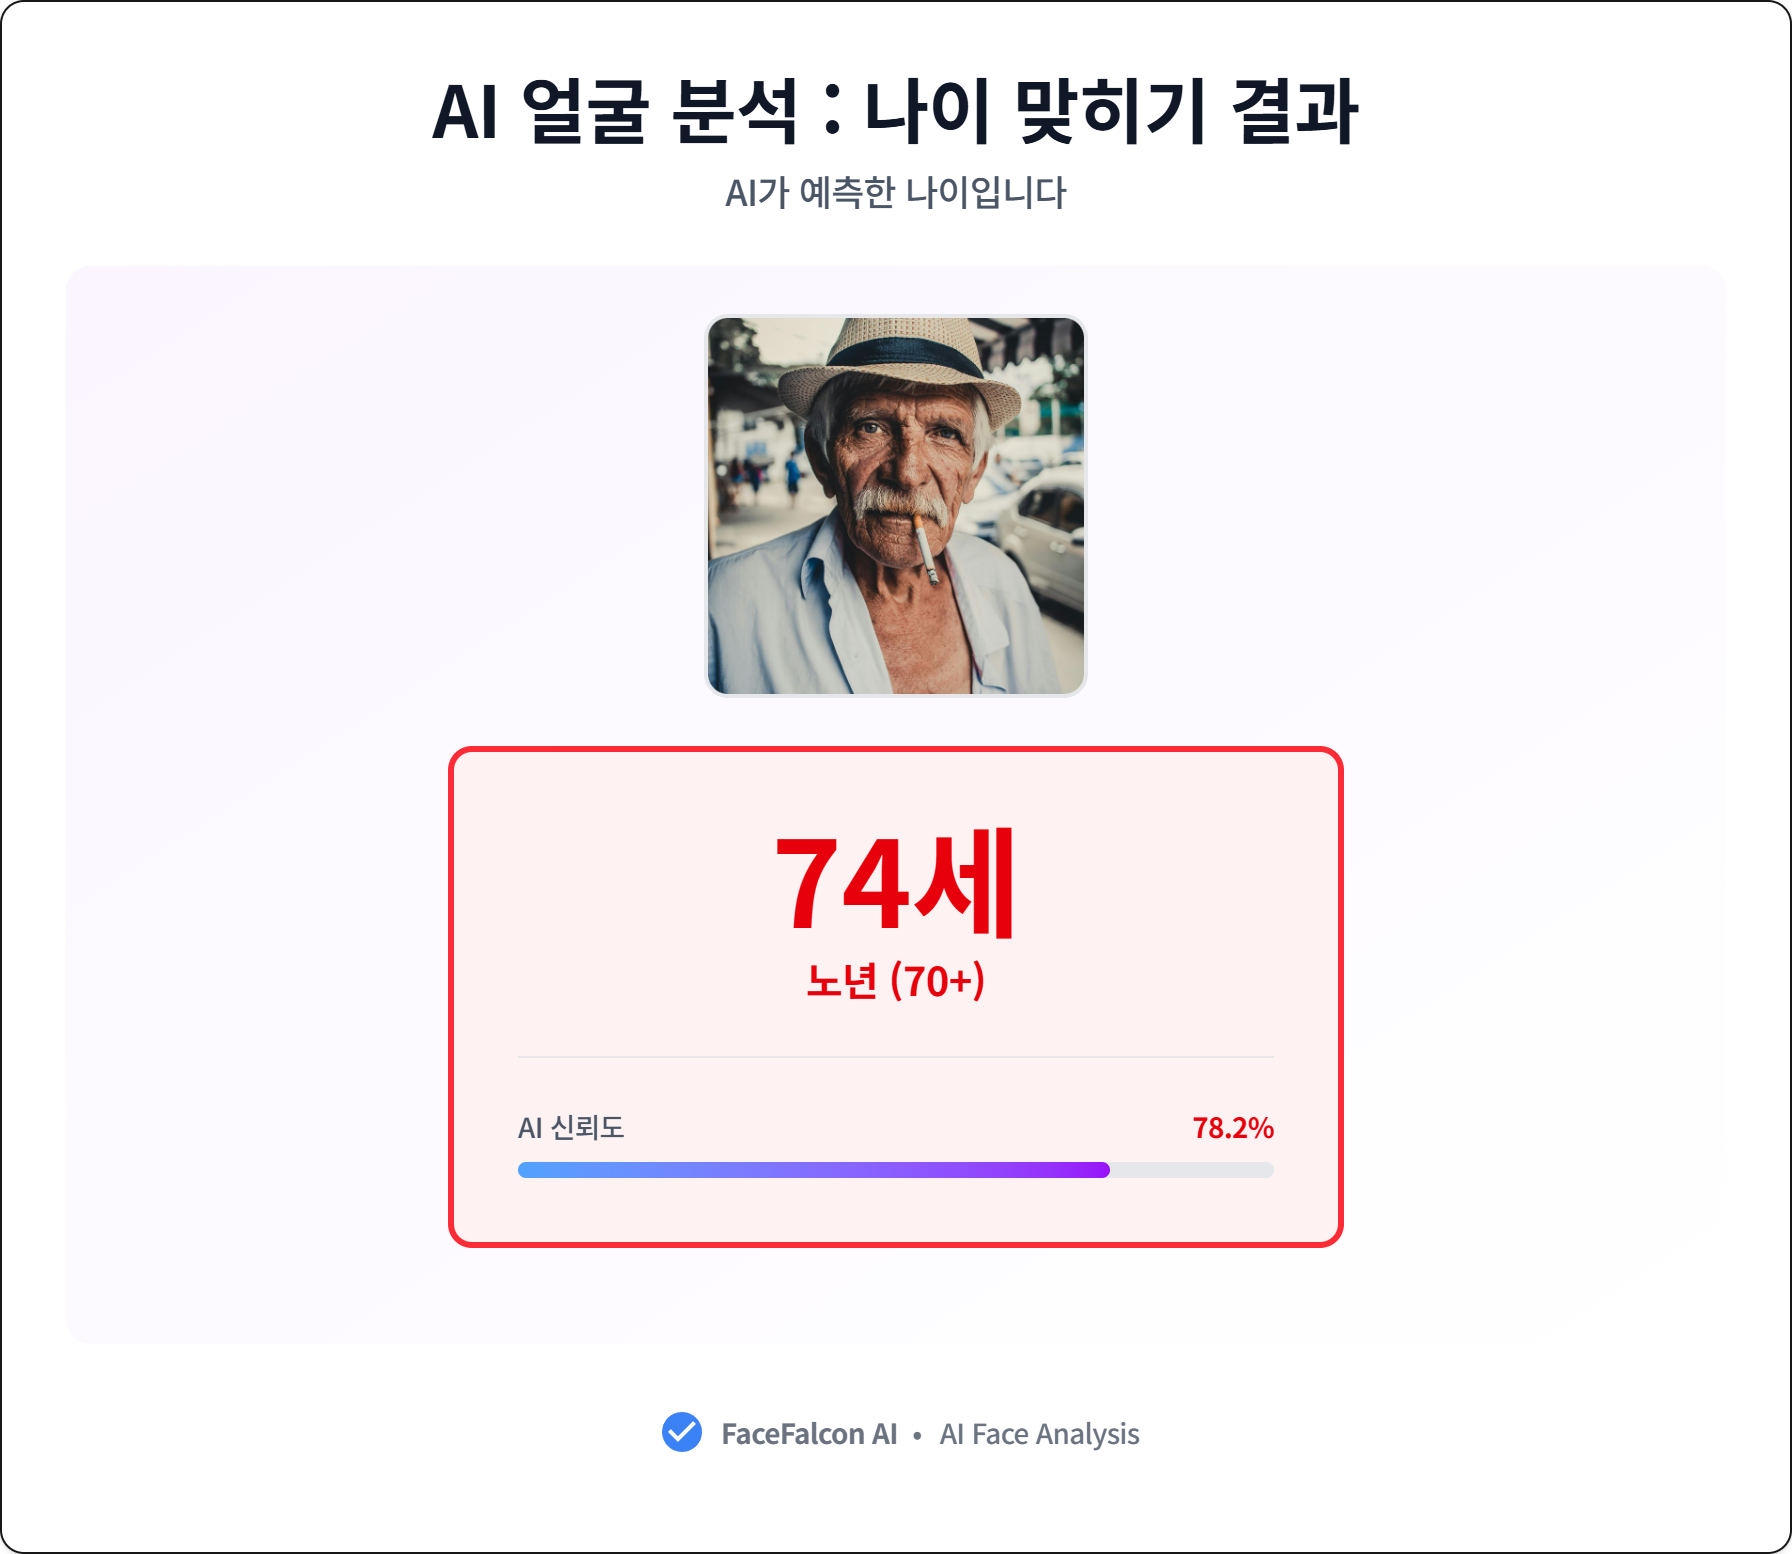 AI 얼굴 분석 : 나이 맞히기 결과
AI가 예측한 나이입니다
74세
노년 (70+)
AI 신뢰도 78.2%
FaceFalcon AI • AI Face Analysis